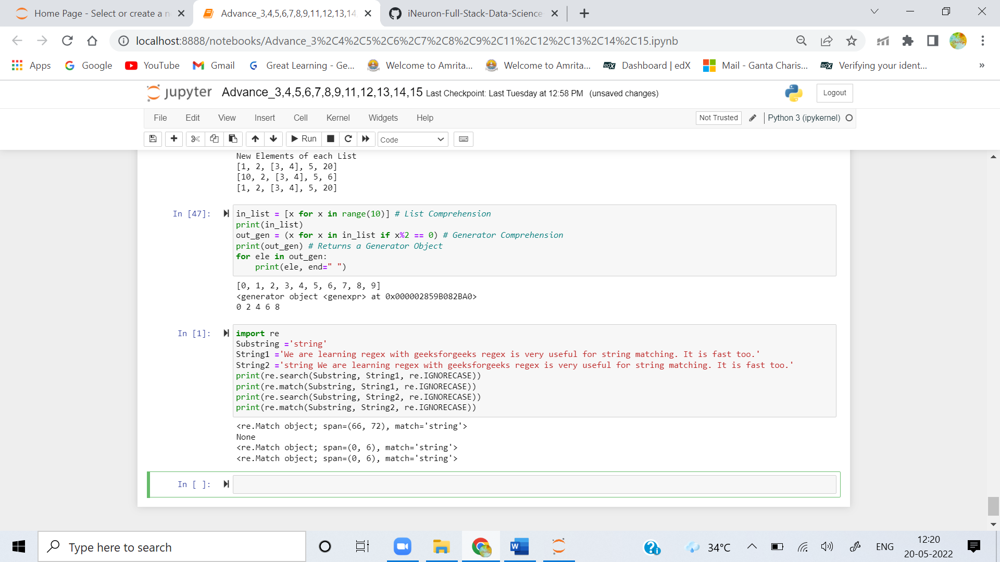 Home Page - Select or create a n
Advance_3,4,5,6,7,8,9,11,12,13,14
iNeuron-Full-Stack-Data-Science-
localhost:8888/notebooks/Advance_3%2C4%2C5%2C6%2C7%2C8%2C9%2C11%2C12%2C13%2C14%2C15.ipynb
Apps Google YouTube Gmail Great Learning - Ge... Welcome to Amrita... Welcome to Amrita... edX Dashboard | edX Mail - Ganta Charis... edX Verifying your ident... »
jupyter Advance_3,4,5,6,7,8,9,11,12,13,14,15 Last Checkpoint: Last Tuesday at 12:58 PM (unsaved changes) Logout
File Edit View Insert Cell Kernel Widgets Help Not Trusted Python 3 (ipykernel)
Run Code
New Elements of each List
[1, 2, [3, 4], 5, 20]
[10, 2, [3, 4], 5, 6]
[1, 2, [3, 4], 5, 20]
In [47]: in_list = [x for x in range(10)] # List Comprehension
print(in_list)
out_gen = (x for x in in_list if x%2 == 0) # Generator Comprehension
print(out_gen) # Returns a Generator Object
for ele in out_gen:
    print(ele, end=" ")
[0, 1, 2, 3, 4, 5, 6, 7, 8, 9]
<generator object <genexpr> at 0x000002859B082BA0>
0 2 4 6 8
In [1]: import re
Substring ='string'
String1 ='We are learning regex with geeksforgeeks regex is very useful for string matching. It is fast too.'
String2 ='string We are learning regex with geeksforgeeks regex is very useful for string matching. It is fast too.'
print(re.search(Substring, String1, re.IGNORECASE))
print(re.match(Substring, String1, re.IGNORECASE))
print(re.search(Substring, String2, re.IGNORECASE))
print(re.match(Substring, String2, re.IGNORECASE))
<re.Match object; span=(66, 72), match='string'>
None
<re.Match object; span=(0, 6), match='string'>
<re.Match object; span=(0, 6), match='string'>
In [ ]:
Type here to search
34°C
ENG
12:20
20-05-2022